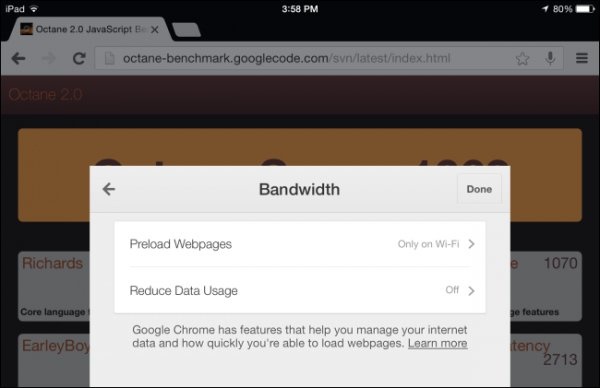 iPad 3:58 PM 80%
Octane 2.0 JavaScript Be
octane-benchmark.googlecode.com/svn/latest/index.html
Octane 2.0
Bandwidth Done
Preload Webpages Only on Wi-Fi
Richards 1070
Reduce Data Usage Off
Core language features
Google Chrome has features that help you manage your internet
data and how quickly you're able to load webpages. Learn more
EarleyBoy tency
2713